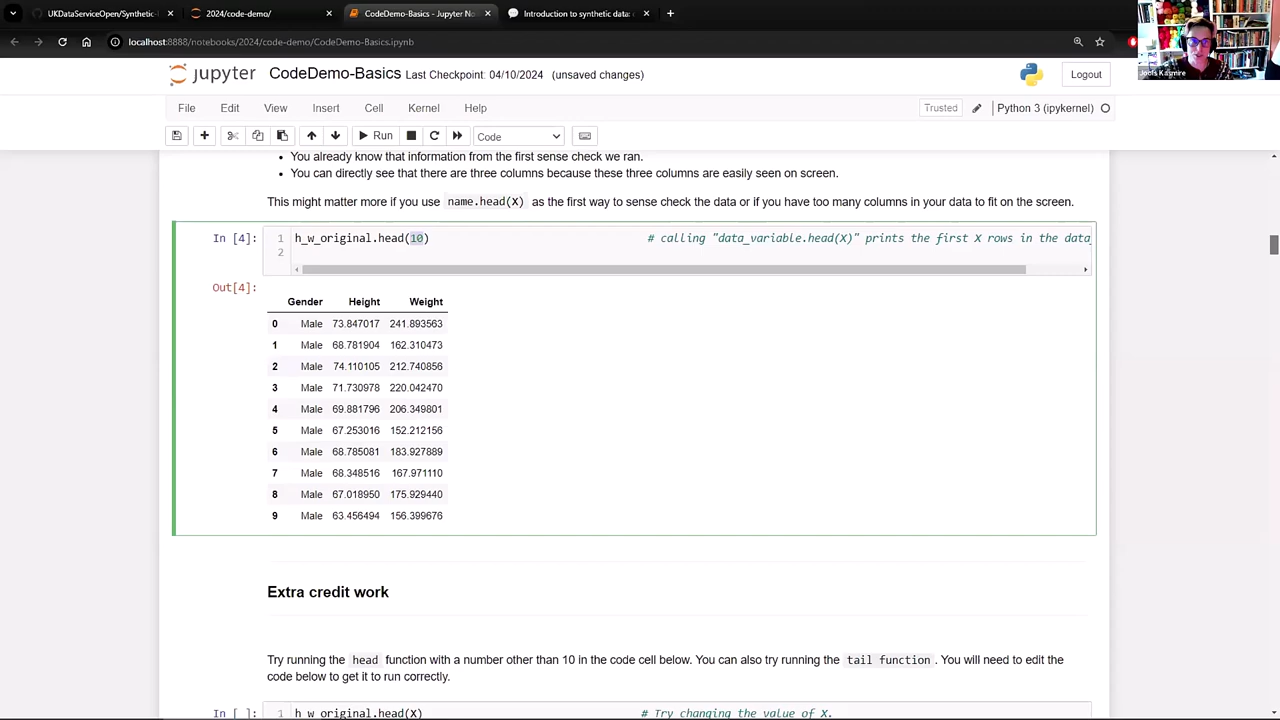 UKDataServiceOpen/Synthetic-
2024/code-demo/
CodeDemo-Basics - Jupyter No
Introduction to synthetic data:
localhost:8888/notebooks/2024/code-demo/CodeDemo-Basics.ipynb
jupyter CodeDemo-Basics Last Checkpoint: 04/10/2024 (unsaved changes)
Logout
File Edit View Insert Cell Kernel Help
Trusted
Python 3 (ipykernel)
Run
Code
You already know that information from the first sense check we ran.
You can directly see that there are three columns because these three columns are easily seen on screen.
This might matter more if you use name.head(X) as the first way to sense check the data or if you have too many columns in your data to fit on the screen.
In [4]: 1 h_w_original.head(10) # calling "data_variable.head(X)" prints the first X rows in the data_
2
Out[4]:
Gender Height Weight
0 Male 73.847017 241.893563
1 Male 68.781904 162.310473
2 Male 74.110105 212.740856
3 Male 71.730978 220.042470
4 Male 69.881796 206.349801
5 Male 67.253016 152.212156
6 Male 68.785081 183.927889
7 Male 68.348516 167.971110
8 Male 67.018950 175.929440
9 Male 63.456494 156.399676
Extra credit work
Try running the head function with a number other than 10 in the code cell below. You can also try running the tail function . You will need to edit the
code below to get it to run correctly.
In [ ]: 1 h_w_original.head(X) # Try changing the value of X.